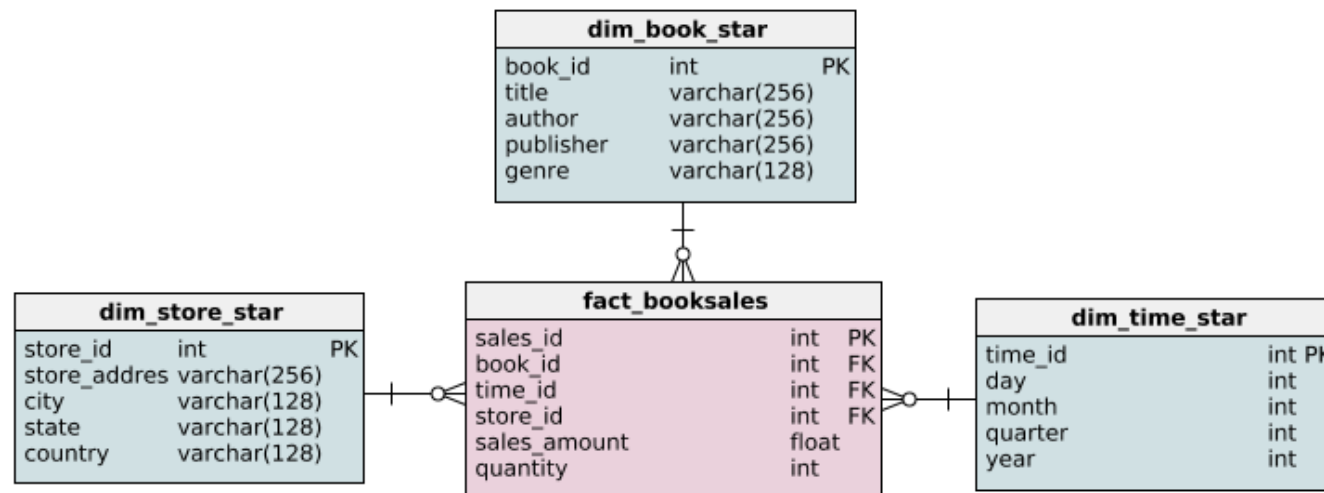 dim_book_star
book_id int PK
title varchar(256)
author varchar(256)
publisher varchar(256)
genre varchar(128)
dim_store_star
store_id int PK
store_addres varchar(256)
city varchar(128)
state varchar(128)
country varchar(128)
fact_booksales
sales_id int PK
book_id int FK
time_id int FK
store_id int FK
sales_amount float
quantity int
dim_time_star
time_id int PK
day int
month int
quarter int
year int